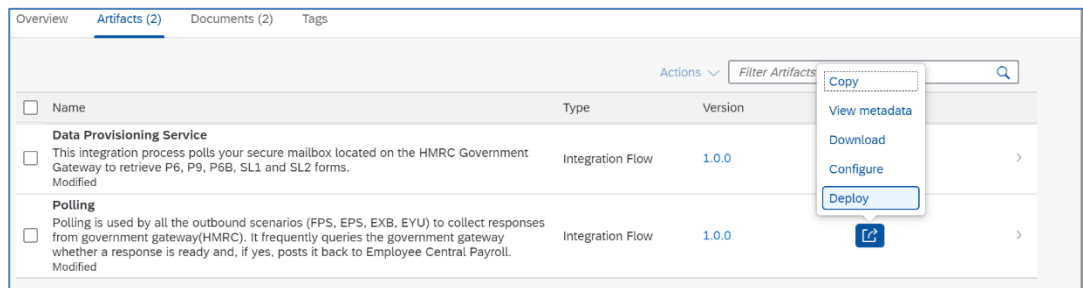 Overview Artifacts (2) Documents (2) Tags
Actions Filter Artifacts
Copy
View metadata
Download
Configure
Deploy
Name Type Version
Data Provisioning Service
This integration process polls your secure mailbox located on the HMRC Government
Gateway to retrieve P6, P9, P6B, SL1 and SL2 forms.
Modified
Integration Flow 1.0.0
Polling
Polling is used by all the outbound scenarios (FPS, EPS, EXB, EYU) to collect responses
from government gateway(HMRC). It frequently queries the government gateway
whether a response is ready and, if yes, posts it back to Employee Central Payroll.
Modified
Integration Flow 1.0.0